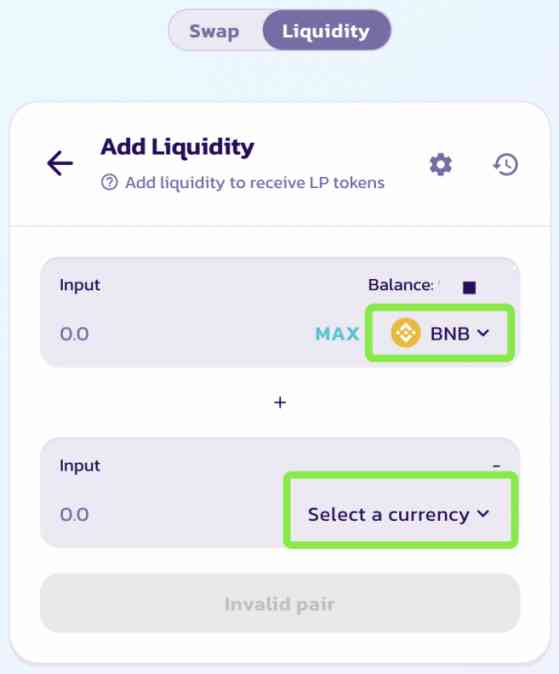 Swap Liquidity
Add Liquidity
Add liquidity to receive LP tokens
Input Balance:
0.0 MAX BNB
+
Input -
0.0 Select a currency
Invalid pair